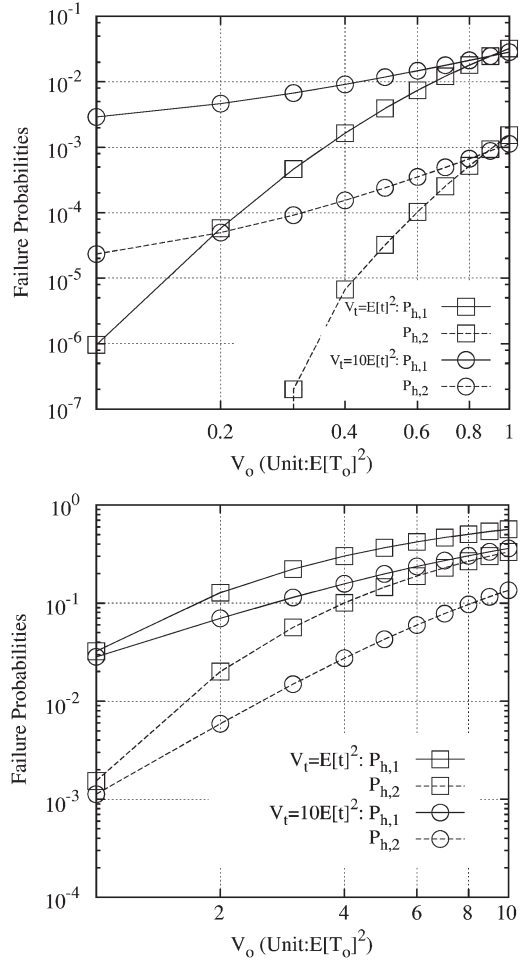 10^-1
10^-2
10^-3
10^-4
10^-5
10^-6
10^-7
Failure Probabilities
V_t=E[t]^2: P_h,1
P_h,2
V_t=10E[t]^2: P_h,1
P_h,2
0.2 0.4 0.6 0.8 1
V_o (Unit:E[T_o]^2)
10^0
10^-1
10^-2
10^-3
10^-4
Failure Probabilities
V_t=E[t]^2: P_h,1
P_h,2
V_t=10E[t]^2: P_h,1
P_h,2
2 4 6 8 10
V_o (Unit:E[T_o]^2)